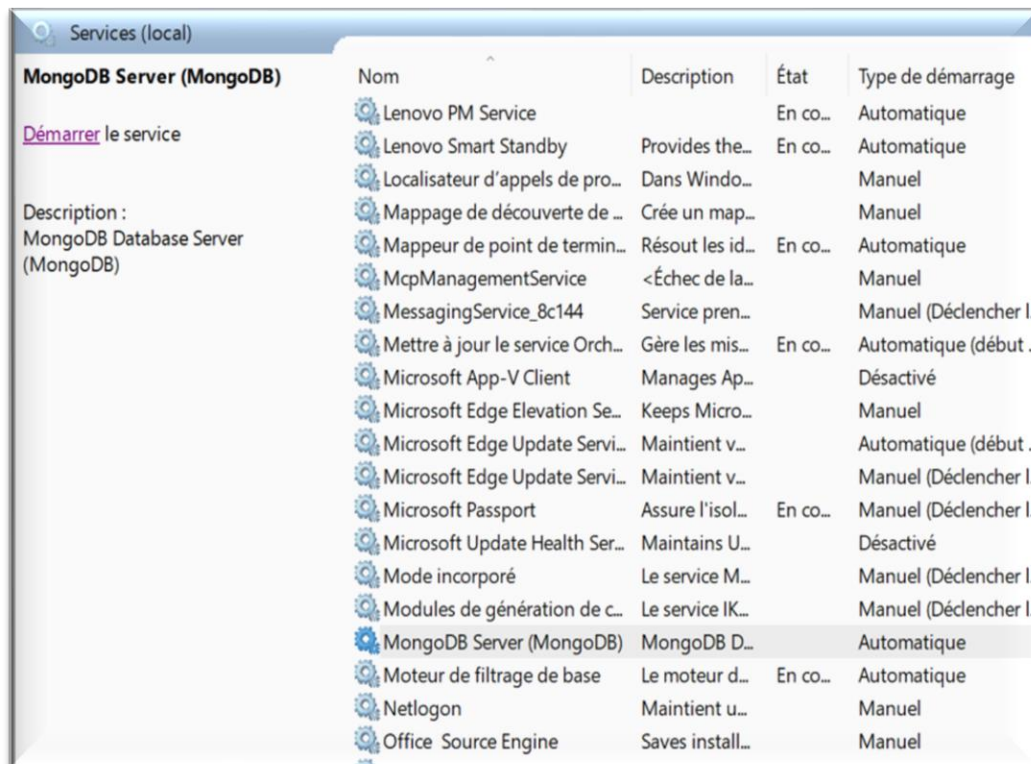 Services (local)
MongoDB Server (MongoDB)
Démarrer le service
Description :
MongoDB Database Server
(MongoDB)
Nom Description État Type de démarrage
Lenovo PM Service En co... Automatique
Lenovo Smart Standby Provides the... En co... Automatique
Localisateur d'appels de pro... Dans Windo... Manuel
Mappage de découverte de ... Crée un map... Manuel
Mappeur de point de termin... Résout les id... En co... Automatique
McpManagementService <Échec de la... Manuel
MessagingService_8c144 Service pren... Manuel (Déclencher l.
Mettre à jour le service Orch... Gère les mis... En co... Automatique (début .
Microsoft App-V Client Manages Ap... Désactivé
Microsoft Edge Elevation Se... Keeps Micro... Manuel
Microsoft Edge Update Servi... Maintient v... Automatique (début .
Microsoft Edge Update Servi... Maintient v... Manuel (Déclencher l.
Microsoft Passport Assure l'isol... En co... Manuel (Déclencher l.
Microsoft Update Health Ser... Maintains U... Désactivé
Mode incorporé Le service M... Manuel (Déclencher l.
Modules de génération de c... Le service IK... Manuel (Déclencher l.
MongoDB Server (MongoDB) MongoDB D... Automatique
Moteur de filtrage de base Le moteur d... En co... Automatique
Netlogon Maintient u... Manuel
Office Source Engine Saves install... Manuel